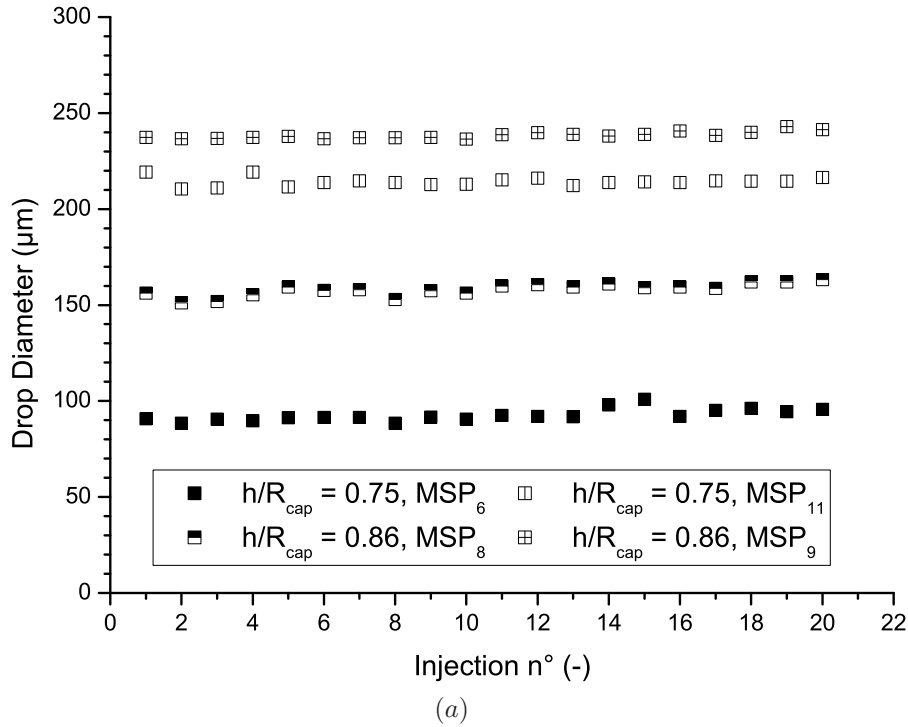 300
250
200
150
100
50
0
Drop Diameter (µm)
h/Rcap = 0.75, MSP6
h/Rcap = 0.75, MSP11
h/Rcap = 0.86, MSP8
h/Rcap = 0.86, MSP9
0 2 4 6 8 10 12 14 16 18 20 22
Injection n° (-)
(a)